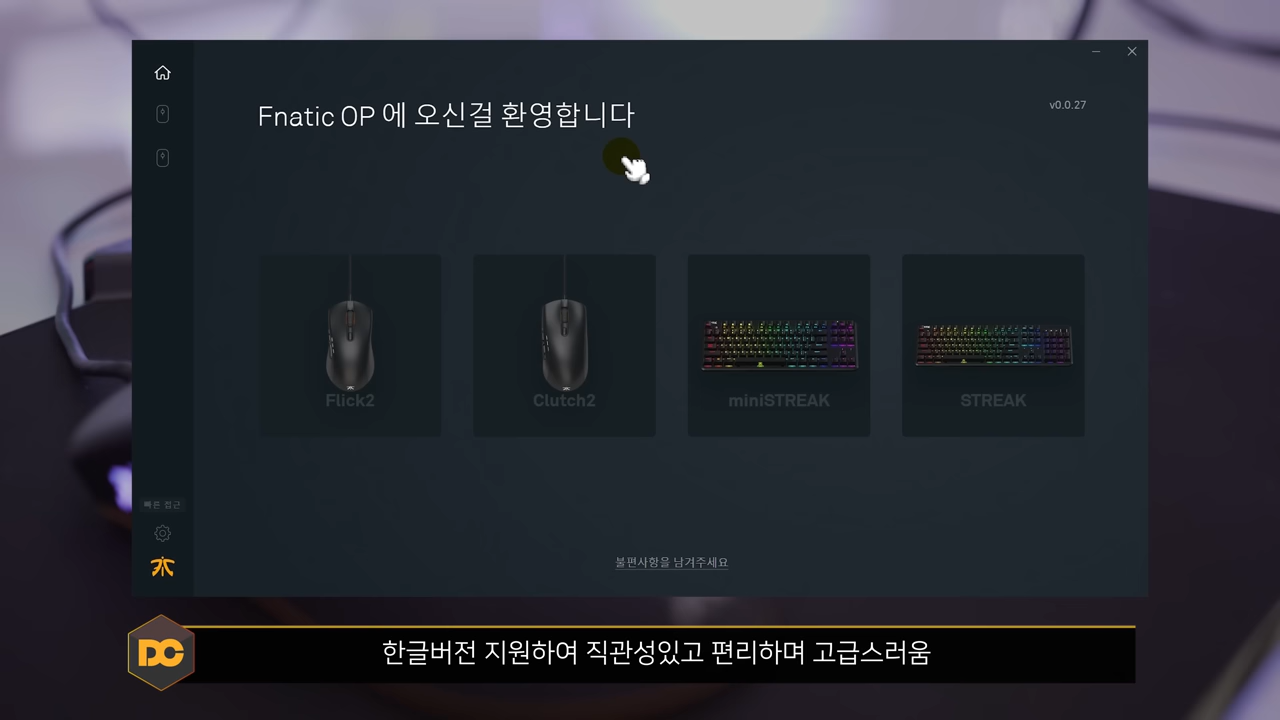 Fnatic OP 에 오신걸 환영합니다
v0.0.27
Flick2
Clutch2
miniSTREAK
STREAK
빠른 접근
불편사항을 남겨주세요
DC
한글버전 지원하여 직관성있고 편리하며 고급스러움